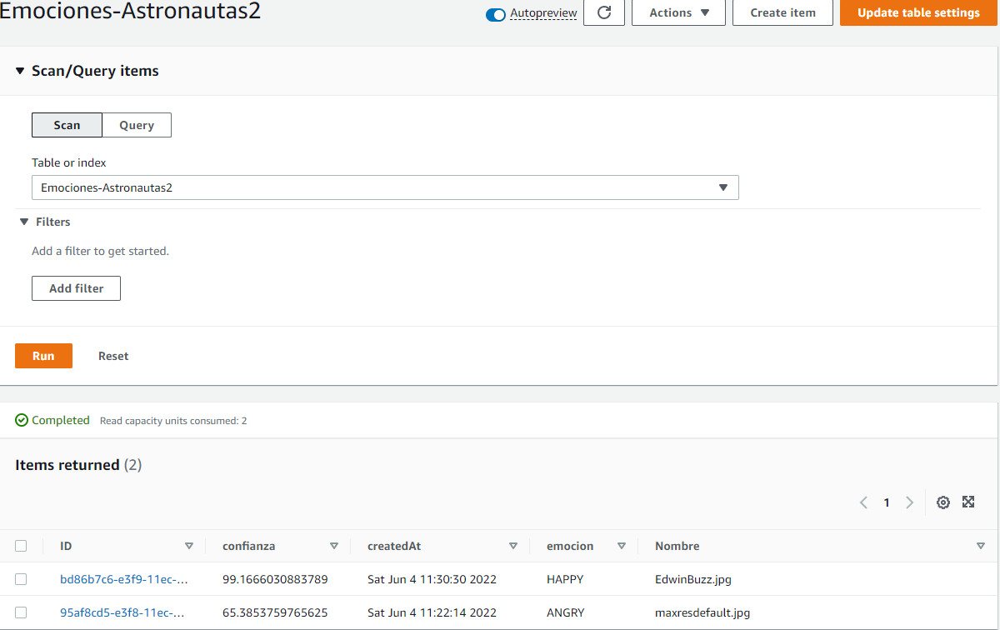 Emociones-Astronautas2
Autopreview
Actions
Create item
Update table settings
Scan/Query items
Scan Query
Table or index
Emociones-Astronautas2
Filters
Add a filter to get started.
Add filter
Run Reset
Completed Read capacity units consumed: 2
Items returned (2)
1
ID confianza createdAt emocion Nombre
bd86b7c6-e3f9-11ec-... 99.1666030883789 Sat Jun 4 11:30:30 2022 HAPPY EdwinBuzz.jpg
95af8cd5-e3f8-11ec-... 65.3853759765625 Sat Jun 4 11:22:14 2022 ANGRY maxresdefault.jpg